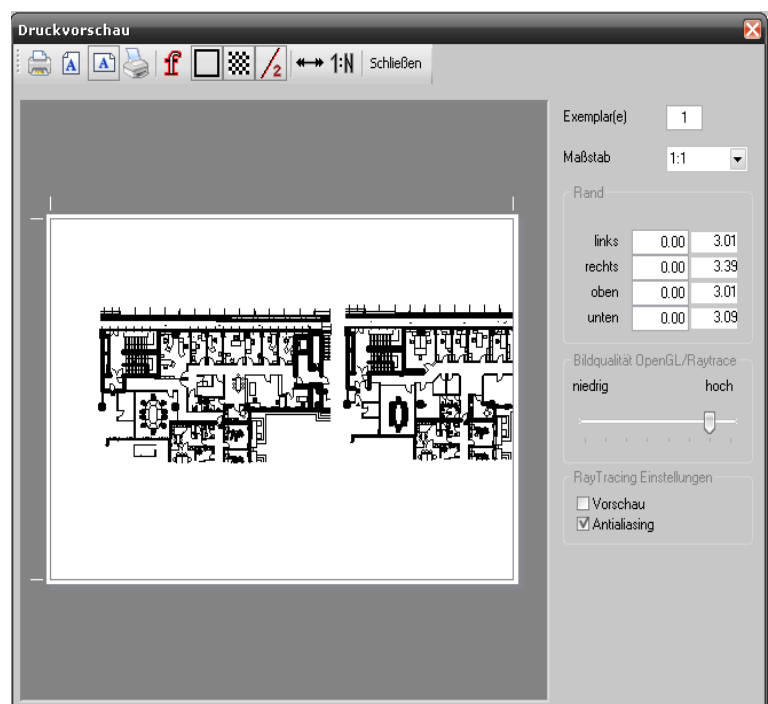 Druckvorschau
A A f /2 1:N Schließen
Exemplar(e) 1
Maßstab 1:1
Rand
links 0.00 3.01
rechts 0.00 3.39
oben 0.00 3.01
unten 0.00 3.09
Bildqualität OpenGL/Raytrace
niedrig hoch
RayTracing Einstellungen
Vorschau
Antialiasing